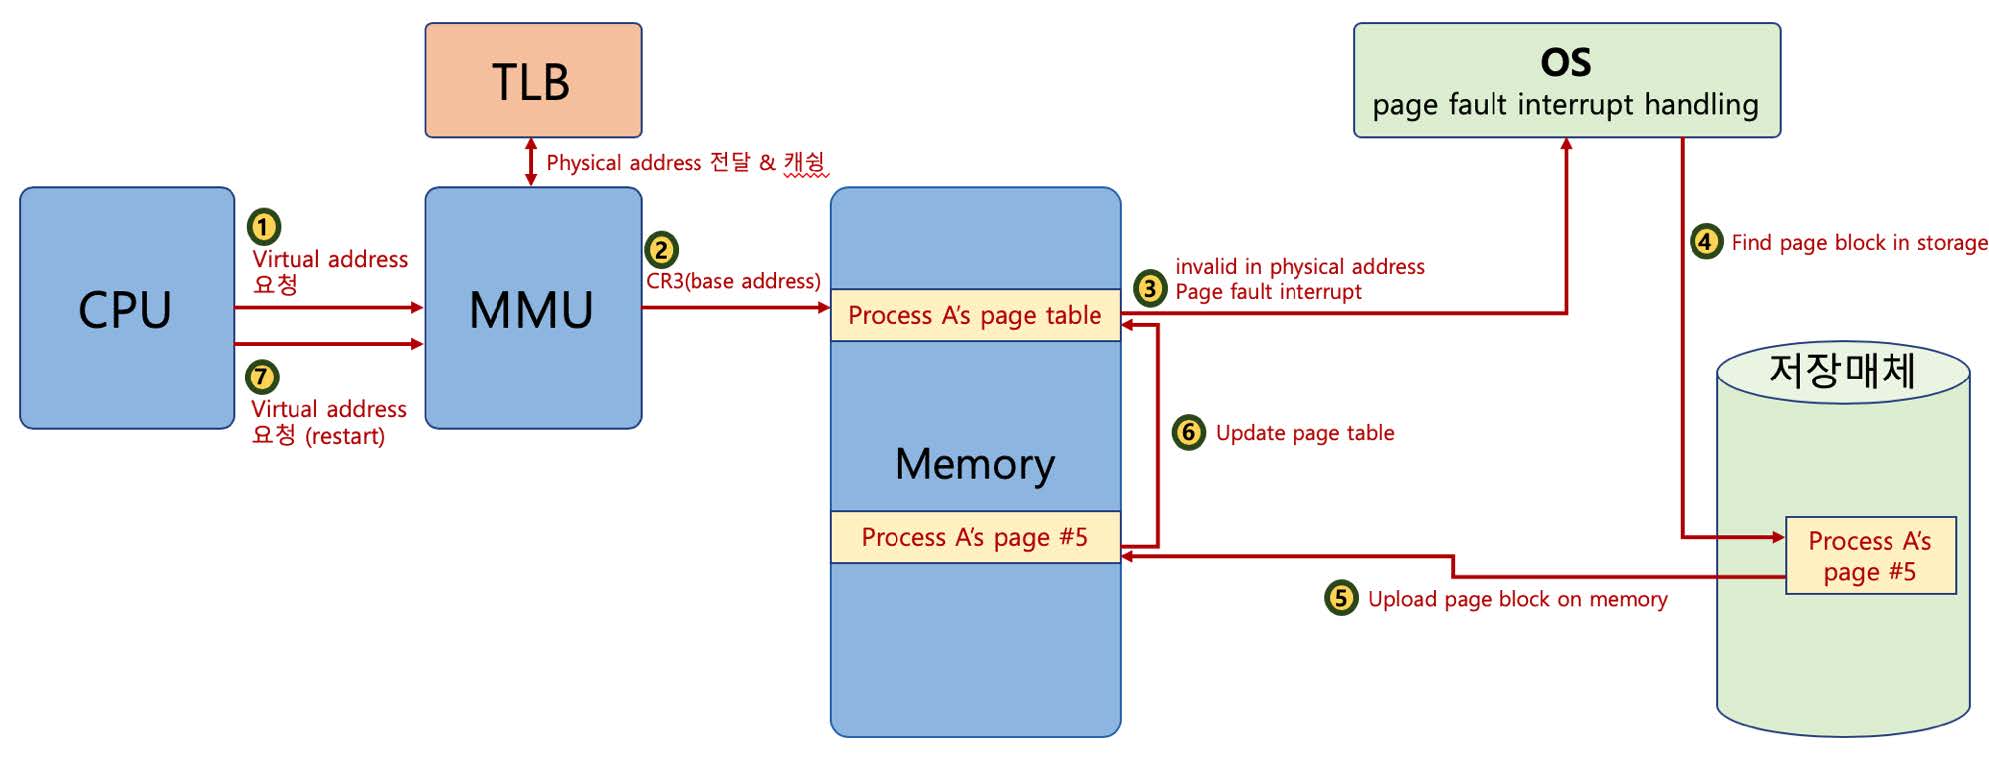 TLB
OS
page fault interrupt handling
Physical address 전달 & 캐슁
CPU
1
Virtual address
요청
MMU
2
CR3(base address)
Process A's page table
3
invalid in physical address
Page fault interrupt
4
Find page block in storage
7
Virtual address
요청 (restart)
Memory
6
Update page table
저장매체
Process A's page #5
Process A's
page #5
5
Upload page block on memory